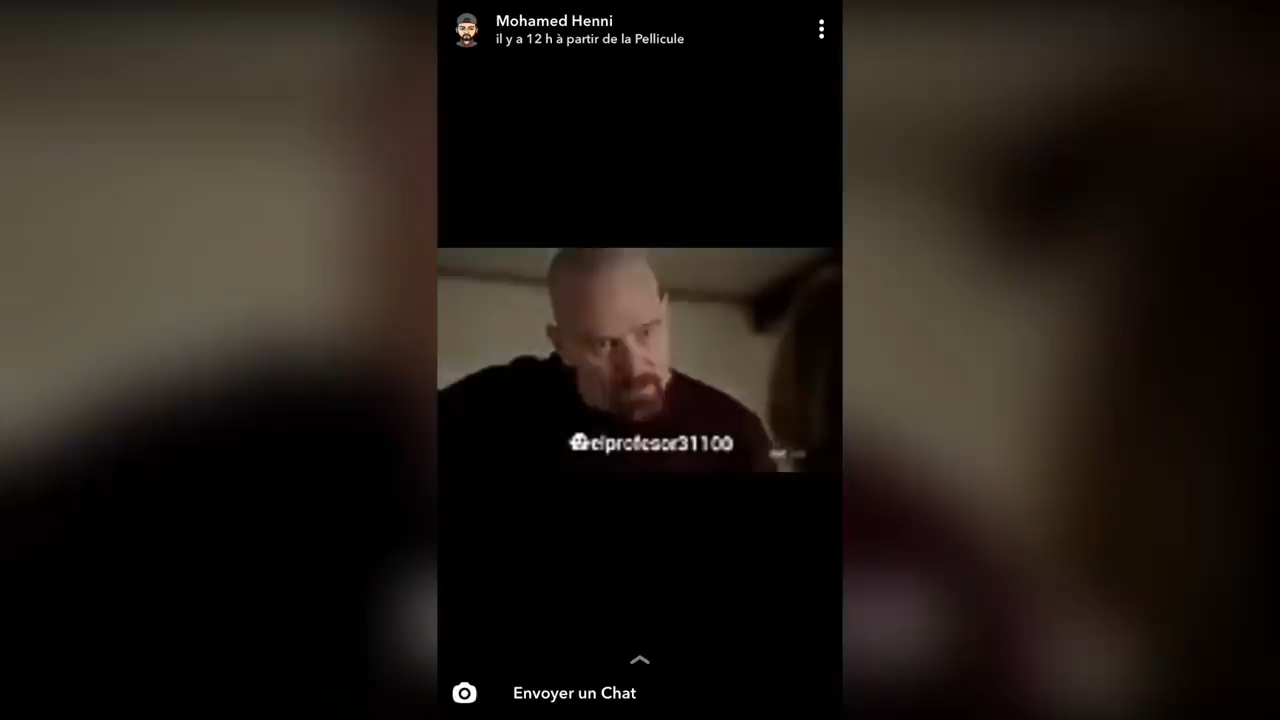 Mohamed Henni
il y a 12 h à partir de la Pellicule
elprofesor31100
Envoyer un Chat